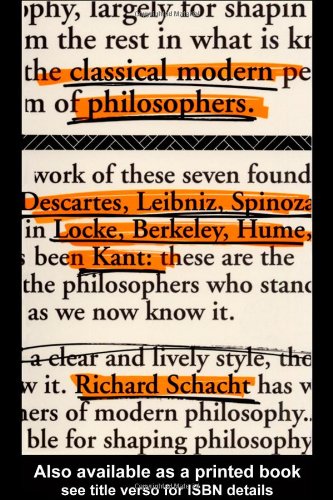 phy, largely for shapin
m the rest in what is kn
the classical modern pe
m of philosophers.
work of these seven found
Descartes, Leibniz, Spinoza
in Locke, Berkeley, Hume,
s been Kant: these are the
the philosophers who stand
as we now know it.
a clear and lively style, the
w it. Richard Schacht has w
ners of modern philosophy..
ble for shaping philosophy
Also available as a printed book
see title verso for ISBN details